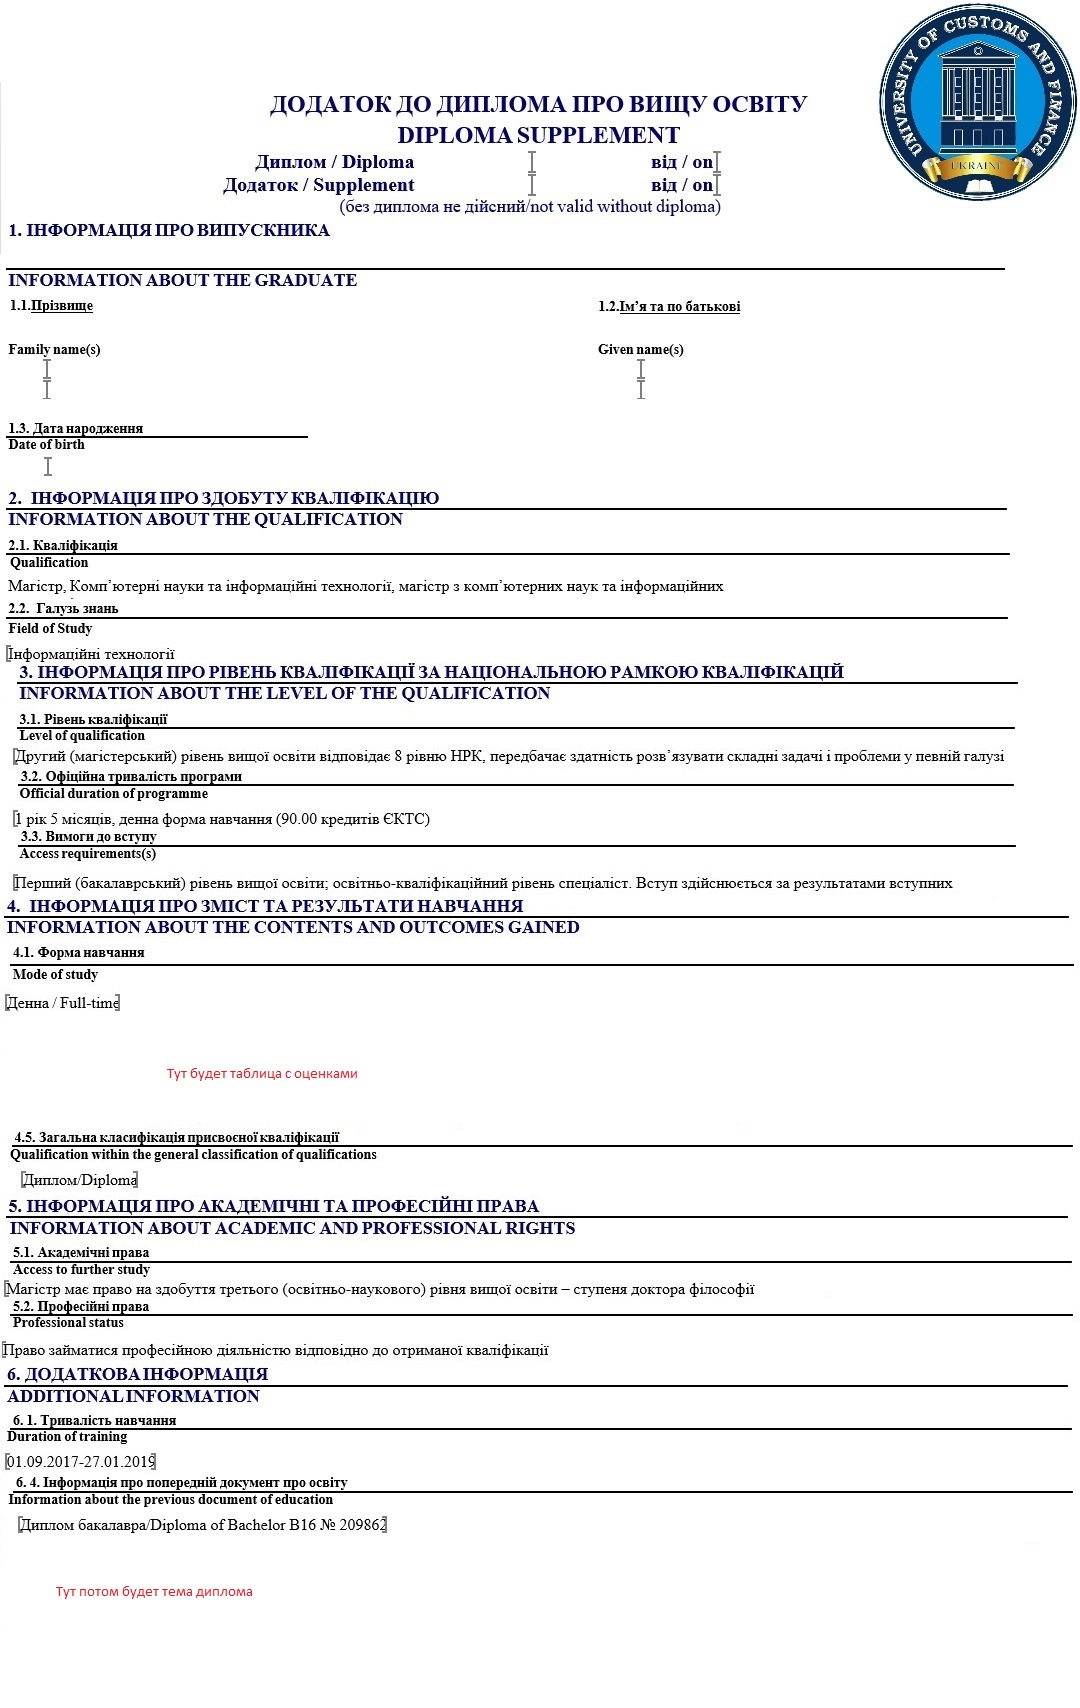 UNIVERSITY OF CUSTOMS AND FINANCE
UKRAINE
ДОДАТОК ДО ДИПЛОМА ПРО ВИЩУ ОСВІТУ
DIPLOMA SUPPLEMENT
Диплом / Diploma від / on
Додаток / Supplement від / on
(без диплома не дійсний/not valid without diploma)
1. ІНФОРМАЦІЯ ПРО ВИПУСКНИКА
INFORMATION ABOUT THE GRADUATE
1.1.Прізвище 1.2.Ім’я та по батькові
Family name(s) Given name(s)
1.3. Дата народження
Date of birth
2. ІНФОРМАЦІЯ ПРО ЗДОБУТУ КВАЛІФІКАЦІЮ
INFORMATION ABOUT THE QUALIFICATION
2.1. Кваліфікація
Qualification
Магістр, Комп’ютерні науки та інформаційні технології, магістр з комп’ютерних наук та інформаційних
2.2. Галузь знань
Field of Study
Інформаційні технології
3. ІНФОРМАЦІЯ ПРО РІВЕНЬ КВАЛІФІКАЦІЇ ЗА НАЦІОНАЛЬНОЮ РАМКОЮ КВАЛІФІКАЦІЙ
INFORMATION ABOUT THE LEVEL OF THE QUALIFICATION
3.1. Рівень кваліфікації
Level of qualification
Другий (магістерський) рівень вищої освіти відповідає 8 рівню НРК, передбачає здатність розв’язувати складні задачі і проблеми у певній галузі
3.2. Офіційна тривалість програми
Official duration of programme
1 рік 5 місяців, денна форма навчання (90.00 кредитів ЄКТС)
3.3. Вимоги до вступу
Access requirements(s)
Перший (бакалаврський) рівень вищої освіти; освітньо-кваліфікаційний рівень спеціаліст. Вступ здійснюється за результатами вступних
4. ІНФОРМАЦІЯ ПРО ЗМІСТ ТА РЕЗУЛЬТАТИ НАВЧАННЯ
INFORMATION ABOUT THE CONTENTS AND OUTCOMES GAINED
4.1. Форма навчання
Mode of study
Денна / Full-time
Тут будет таблица с оценками
4.5. Загальна класифікація присвоєної кваліфікації
Qualification within the general classification of qualifications
Диплом/Diploma
5. ІНФОРМАЦІЯ ПРО АКАДЕМІЧНІ ТА ПРОФЕСІЙНІ ПРАВА
INFORMATION ABOUT ACADEMIC AND PROFESSIONAL RIGHTS
5.1. Академічні права
Access to further study
Магістр має право на здобуття третього (освітньо-наукового) рівня вищої освіти – ступеня доктора філософії
5.2. Професійні права
Professional status
Право займатися професійною діяльністю відповідно до отриманої кваліфікації
6. ДОДАТКОВА ІНФОРМАЦІЯ
ADDITIONAL INFORMATION
6. 1. Тривалість навчання
Duration of training
01.09.2017-27.01.2019
6. 4. Інформація про попередній документ про освіту
Information about the previous document of education
Диплом бакалавра/Diploma of Bachelor B16 № 209862
Тут потом будет тема диплома